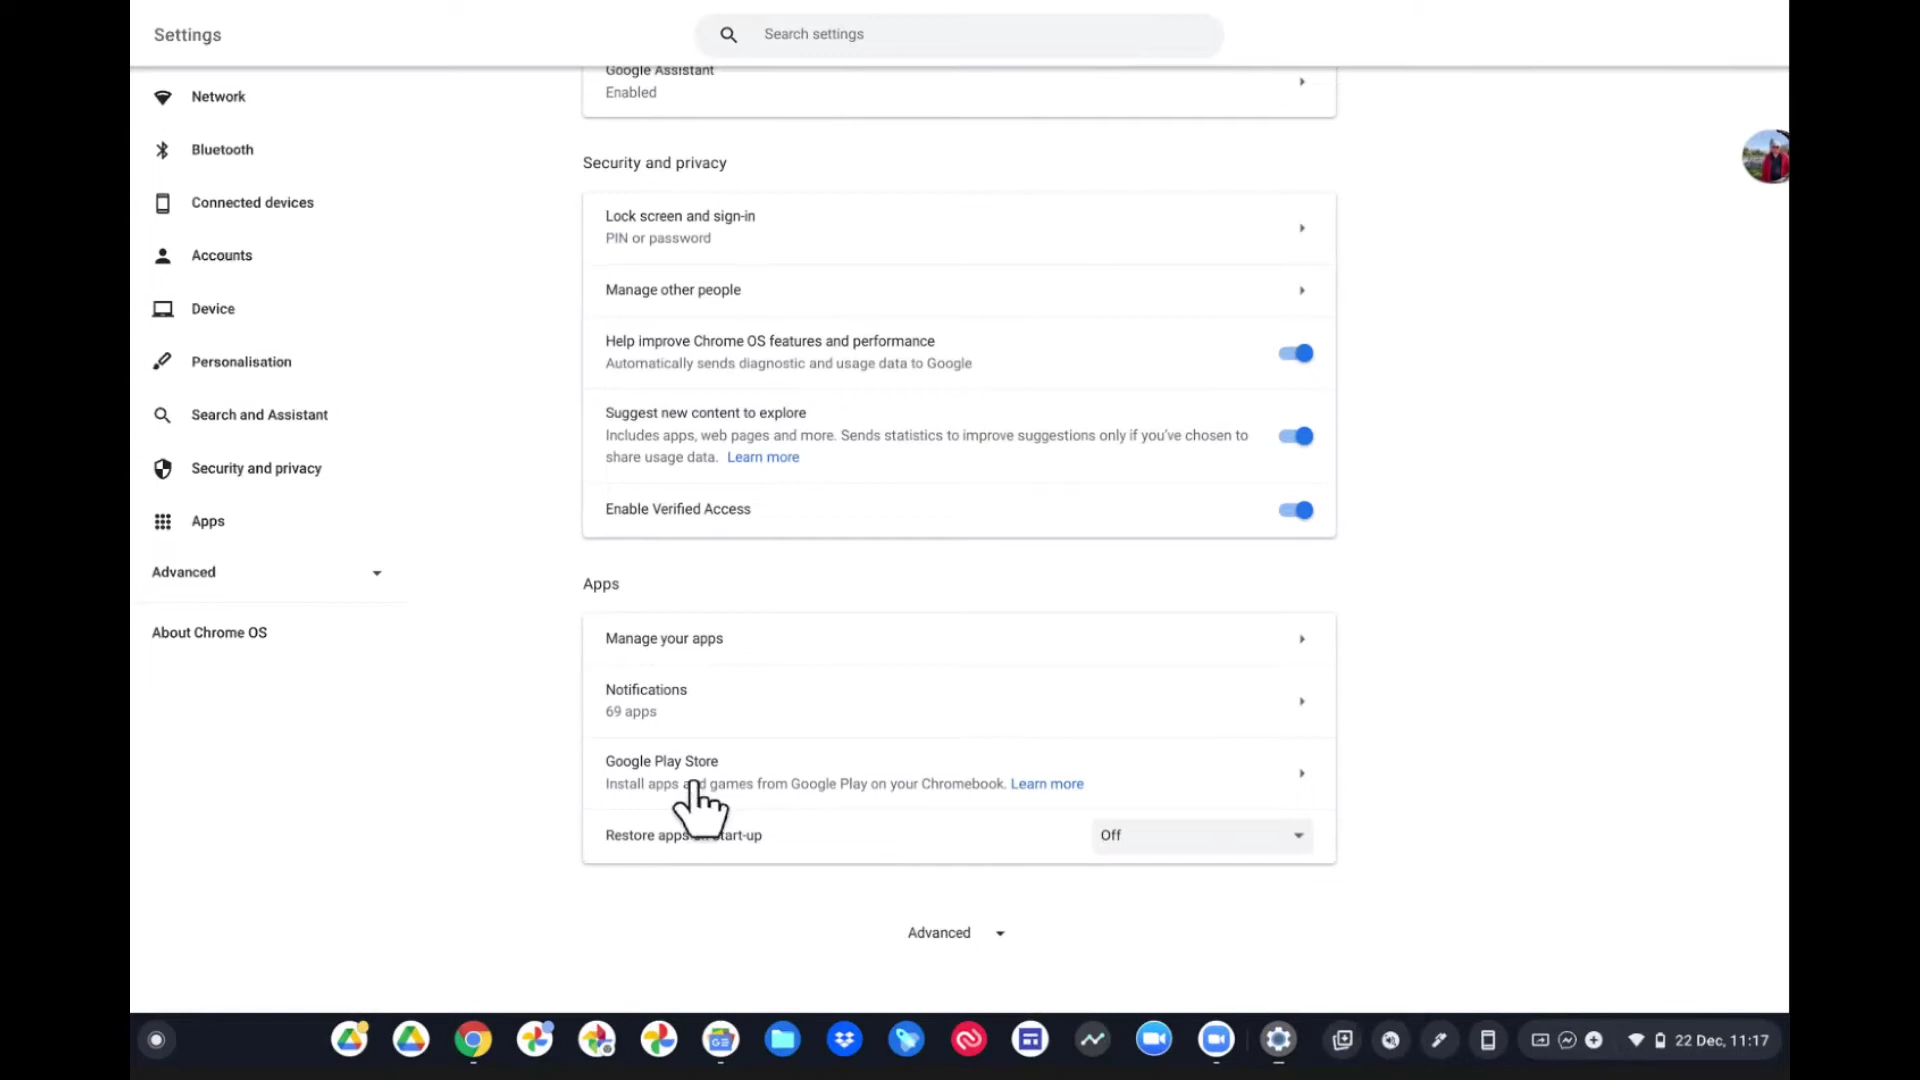 Settings
Search settings
Network
Bluetooth
Connected devices
Accounts
Device
Personalisation
Search and Assistant
Security and privacy
Apps
Advanced
About Chrome OS
Google Assistant
Enabled
Security and privacy
Lock screen and sign-in
PIN or password
Manage other people
Help improve Chrome OS features and performance
Automatically sends diagnostic and usage data to Google
Suggest new content to explore
Includes apps, web pages and more. Sends statistics to improve suggestions only if you've chosen to
share usage data. Learn more
Enable Verified Access
Apps
Manage your apps
Notifications
69 apps
Google Play Store
Install apps and games from Google Play on your Chromebook. Learn more
Restore apps on start-up
Off
Advanced
22 Dec, 11:17